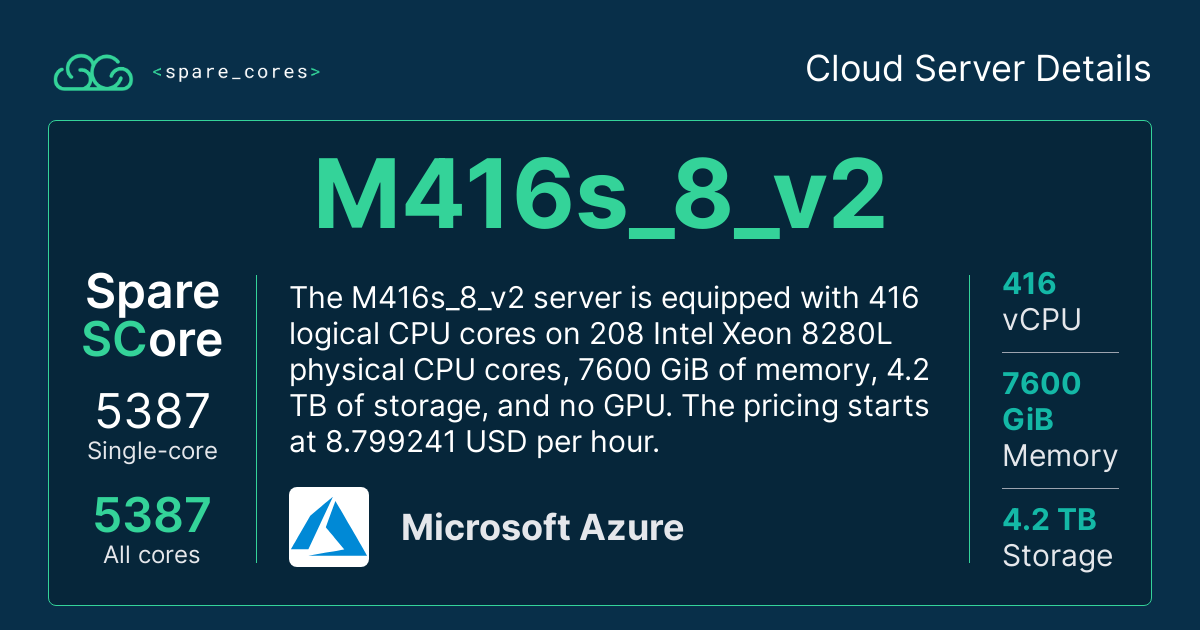 <spare_cores>
Cloud Server Details
M416s_8_v2
Spare
SCore
5387
Single-core
5387
All cores
The M416s_8_v2 server is equipped with 416
logical CPU cores on 208 Intel Xeon 8280L
physical CPU cores, 7600 GiB of memory, 4.2
TB of storage, and no GPU. The pricing starts
at 8.799241 USD per hour.
Microsoft Azure
416
vCPU
7600
GiB
Memory
4.2 TB
Storage